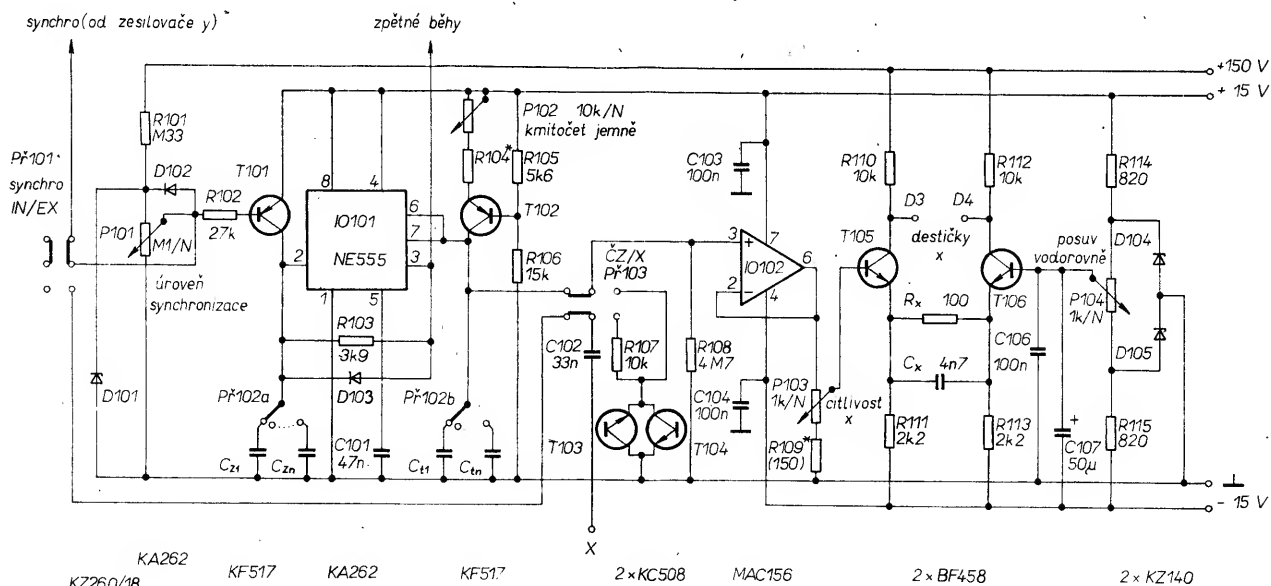 synchro(od zesilovače y)
zpětné běhy
+150 V
+ 15 V
R101
M33
Př101
synchro
IN/EX
D102
R102
27k
T101
P101
M1/N
úroveň
synchronizace
D101
8
4
6
7
3
2
1
5
IO101
NE555
P102 10k/N
kmitočet jemně
R104*
R105
5k6
T102
R106
15k
R103
3k9
D103
Př102a
Př102b
Cz1
Czn
C101
47n
Ct1
Ctn
ČZ/X
Př103
C102
33n
R107
10k
R108
4M7
T103
T104
X
C103
100n
3
+
2
−
7
6
4
IO102
C104
100n
P103
1k/N
citlivost
x
R109*
(150)
R110
10k
R112
10k
D3
D4
destičky
x
T105
T106
Rx
100
Cx
4n7
R111
2k2
R113
2k2
C106
100n
+
C107
50µ
posuv
vodorovně
P104
1k/N
R114
820
D104
D105
R115
820
- 15 V
KZ260/18
KA262
KF517
KA262
KF517
2×KC508
MAC156
2×BF458
2×KZ140